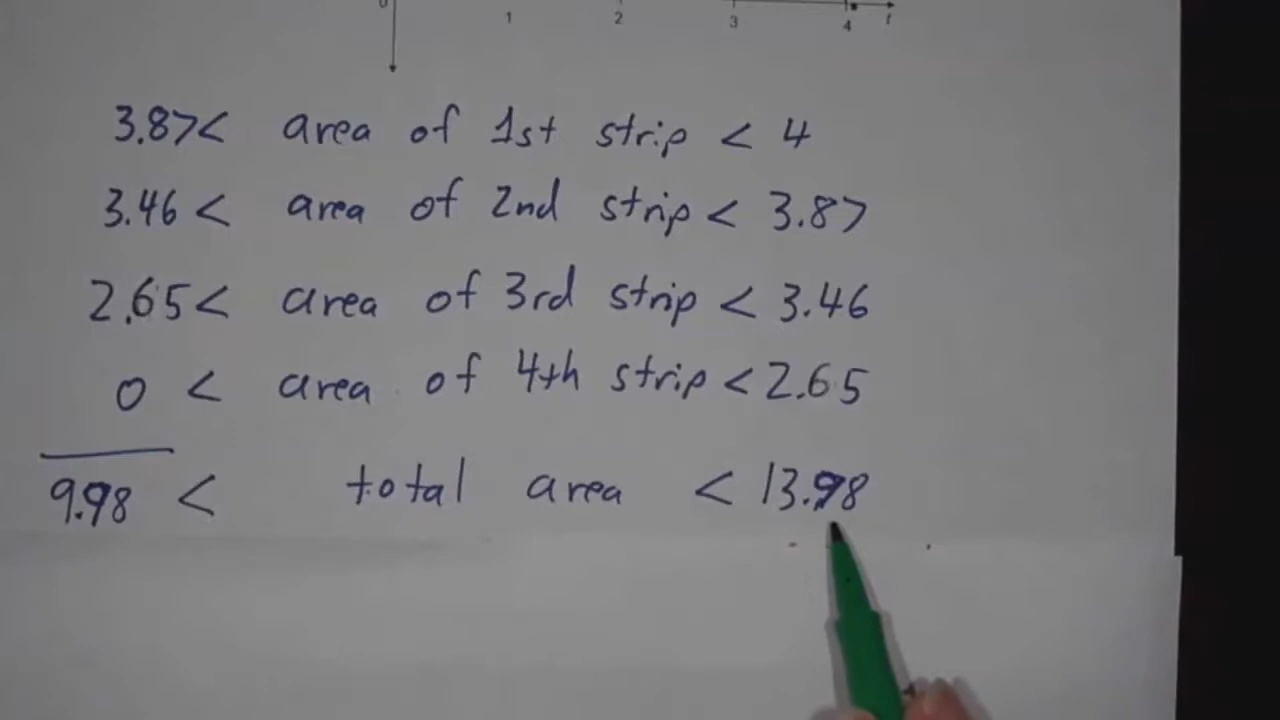 0 1 2 3 4 t
3.87< area of 1st strip < 4
3.46 < area of 2nd strip < 3.87
2.65 < area of 3rd strip < 3.46
0 < area of 4th strip < 2.65
9.98 < total area < 13.98